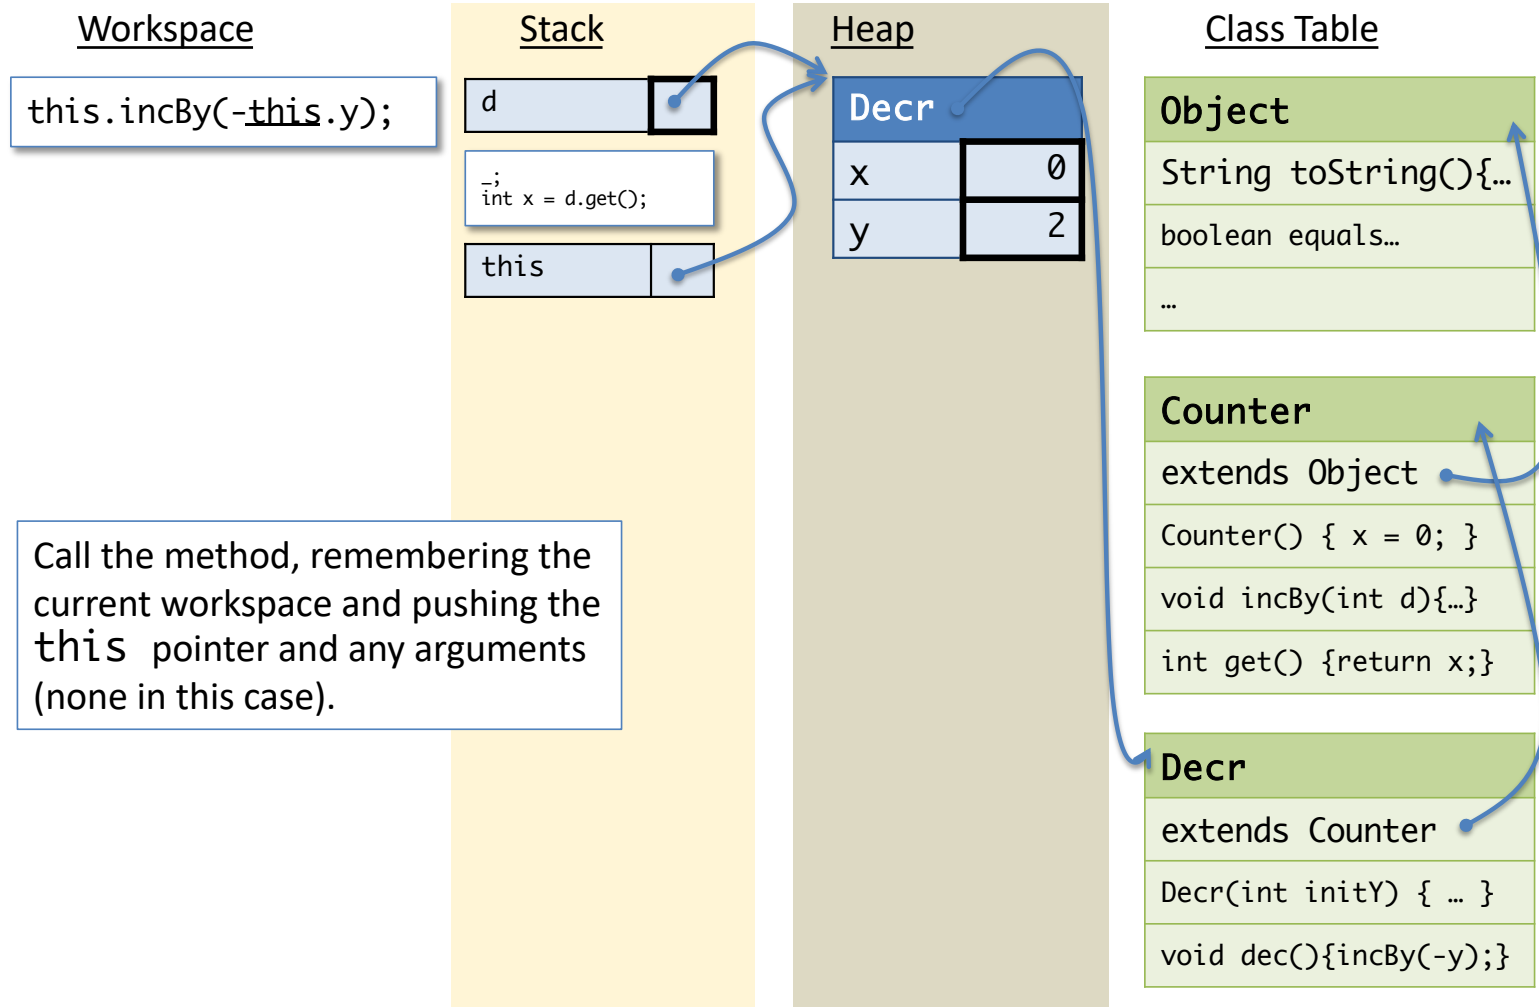 Workspace
this.incBy(-this.y);
Call the method, remembering the
current workspace and pushing the
this pointer and any arguments
(none in this case).
Stack
d
_;
int x = d.get();
this
Heap
Decr
x 0
y 2
Class Table
Object
String toString(){…
boolean equals…
…
Counter
extends Object
Counter() { x = 0; }
void incBy(int d){…}
int get() {return x;}
Decr
extends Counter
Decr(int initY) { … }
void dec(){incBy(-y);}